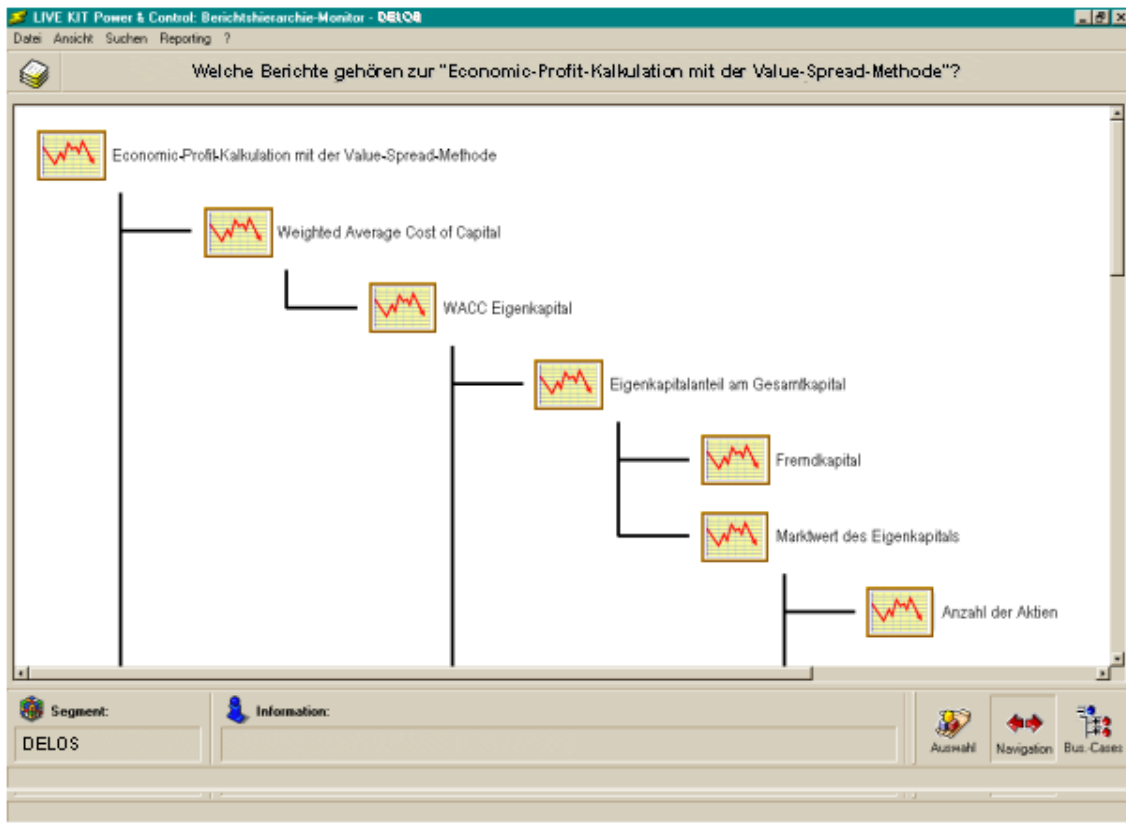 LIVE KIT Power & Control: Berichtshierarchie-Monitor - DELOS
Datei Ansicht Suchen Reporting ?
Welche Berichte gehören zur "Economic-Profit-Kalkulation mit der Value-Spread-Methode"?
Economic-Profit-Kalkulation mit der Value-Spread-Methode
Weighted Average Cost of Capital
WACC Eigenkapital
Eigenkapitalanteil am Gesamtkapital
Fremdkapital
Marktwert des Eigenkapitals
Anzahl der Aktien
Segment: Information:
DELOS
Auswahl Navigation Bus.-Cases